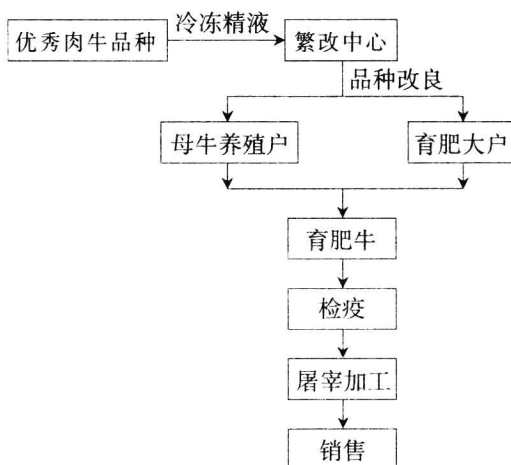 优秀肉牛品种
冷冻精液
繁改中心
品种改良
母牛养殖户
育肥大户
育肥牛
检疫
屠宰加工
销售